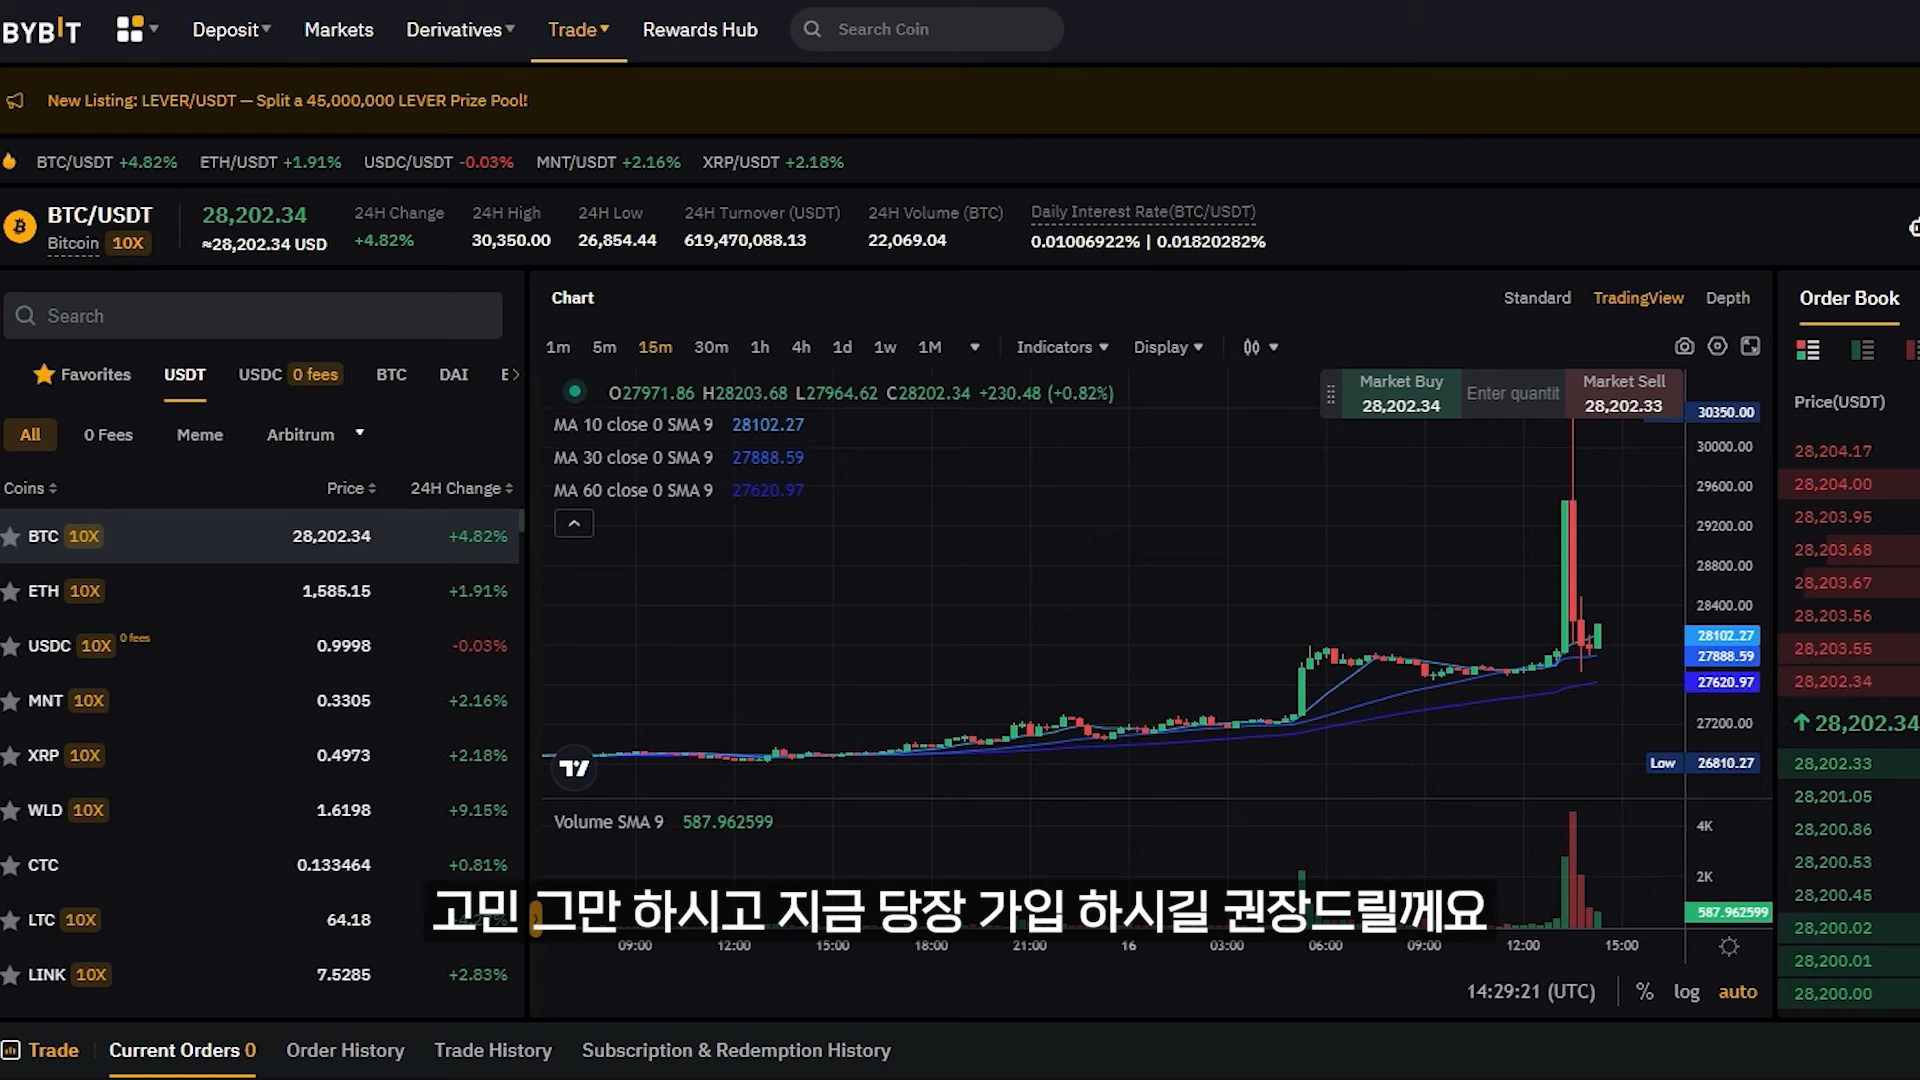 BYBIT
Deposit
Markets
Derivatives
Trade
Rewards Hub
Search Coin
New Listing: LEVER/USDT — Split a 45,000,000 LEVER Prize Pool!
BTC/USDT +4.82% ETH/USDT +1.91% USDC/USDT -0.03% MNT/USDT +2.16% XRP/USDT +2.18%
BTC/USDT
Bitcoin 10X
28,202.34
≈28,202.34 USD
24H Change
+4.82%
24H High
30,350.00
24H Low
26,854.44
24H Turnover (USDT)
619,470,088.13
24H Volume (BTC)
22,069.04
Daily Interest Rate(BTC/USDT)
0.01006922% | 0.01820282%
Search
Favorites USDT USDC 0 fees BTC DAI
All 0 Fees Meme Arbitrum
Coins Price 24H Change
BTC 10X 28,202.34 +4.82%
ETH 10X 1,585.15 +1.91%
USDC 10X 0 fees 0.9998 -0.03%
MNT 10X 0.3305 +2.16%
XRP 10X 0.4973 +2.18%
WLD 10X 1.6198 +9.15%
CTC 0.133464 +0.81%
LTC 10X 64.18
LINK 10X 7.5285 +2.83%
Chart
Standard TradingView Depth
1m 5m 15m 30m 1h 4h 1d 1w 1M Indicators Display
O27971.86 H28203.68 L27964.62 C28202.34 +230.48 (+0.82%)
Market Buy
28,202.34
Enter quantit
Market Sell
28,202.33
MA 10 close 0 SMA 9 28102.27
MA 30 close 0 SMA 9 27888.59
MA 60 close 0 SMA 9 27620.97
30350.00
30000.00
29600.00
29200.00
28800.00
28400.00
28102.27
27888.59
27620.97
27200.00
Low 26810.27
Volume SMA 9 587.962599
4K
2K
587.962599
고민 그만 하시고 지금 당장 가입 하시길 권장드릴께요
09:00 12:00 15:00 18:00 21:00 16 03:00 06:00 09:00 12:00 15:00
14:29:21 (UTC) % log auto
Order Book
Price(USDT)
28,204.17
28,204.00
28,203.95
28,203.68
28,203.67
28,203.56
28,203.55
28,202.34
28,202.34
28,202.33
28,201.05
28,200.86
28,200.53
28,200.45
28,200.02
28,200.01
28,200.00
Trade
Current Orders 0
Order History
Trade History
Subscription & Redemption History